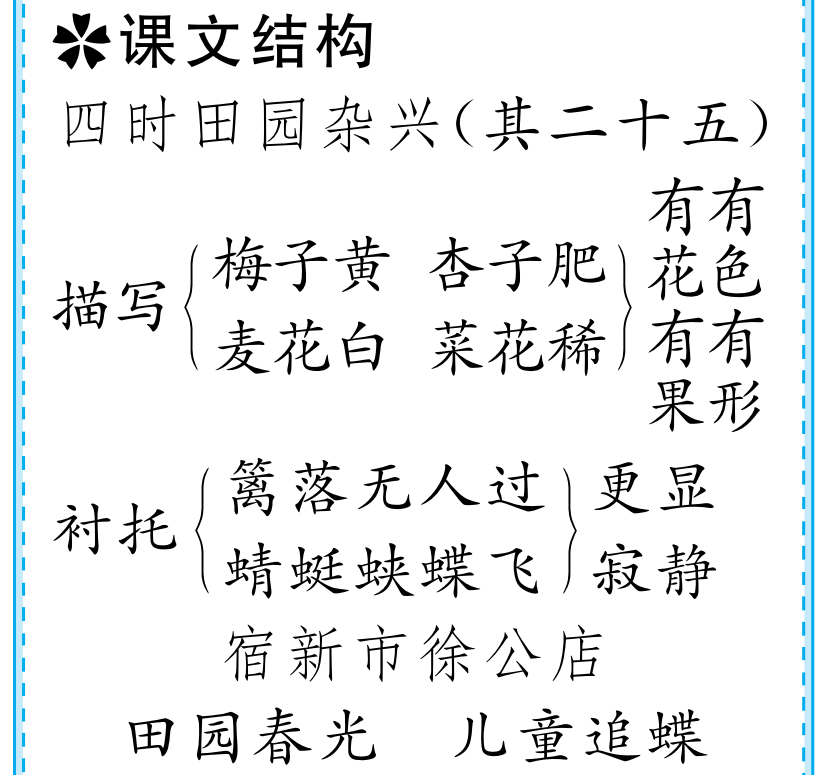 课文结构
四时田园杂兴(其二十五)
描写
梅子黄 杏子肥
麦花白 菜花稀
有花有果
有色有形
衬托
篱落无人过
蜻蜓蛱蝶飞
更显
寂静
宿新市徐公店
田园春光 儿童追蝶